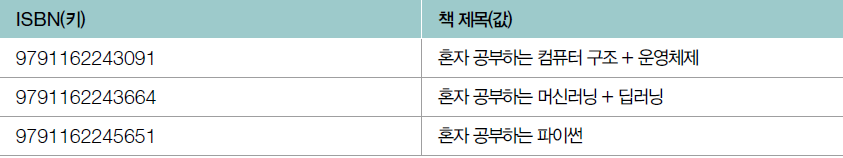 ISBN(키) 책 제목(값)
9791162243091 혼자 공부하는 컴퓨터 구조 + 운영체제
9791162243664 혼자 공부하는 머신러닝 + 딥러닝
9791162245651 혼자 공부하는 파이썬